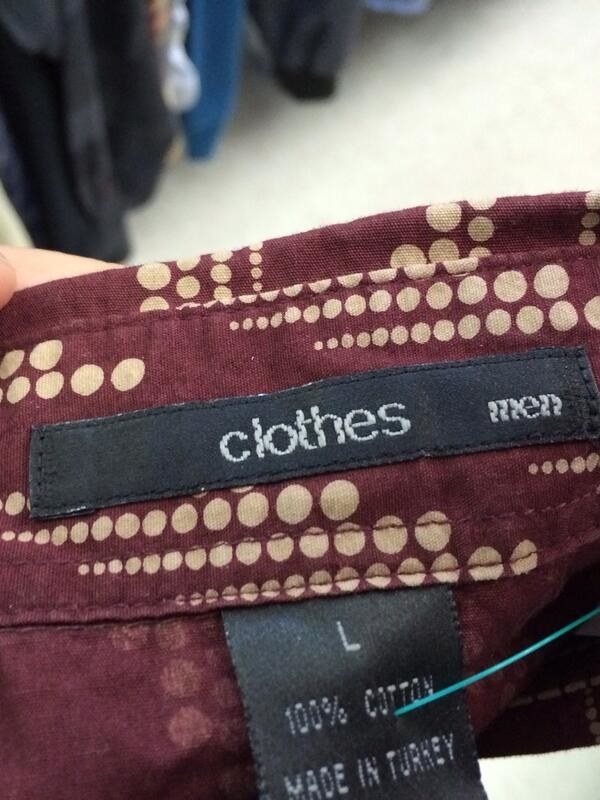 clothes men
L
100% COTTON
MADE IN TURKEY